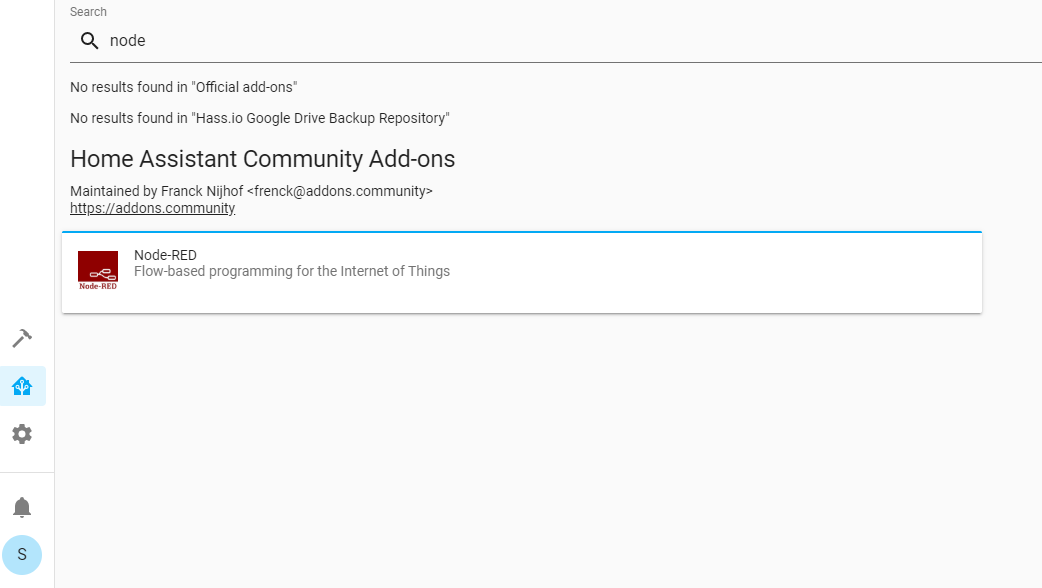 Search
node
No results found in "Official add-ons"
No results found in "Hass.io Google Drive Backup Repository"
Home Assistant Community Add-ons
Maintained by Franck Nijhof <frenck@addons.community>
https://addons.community
Node-RED
Flow-based programming for the Internet of Things
Node-RED
S